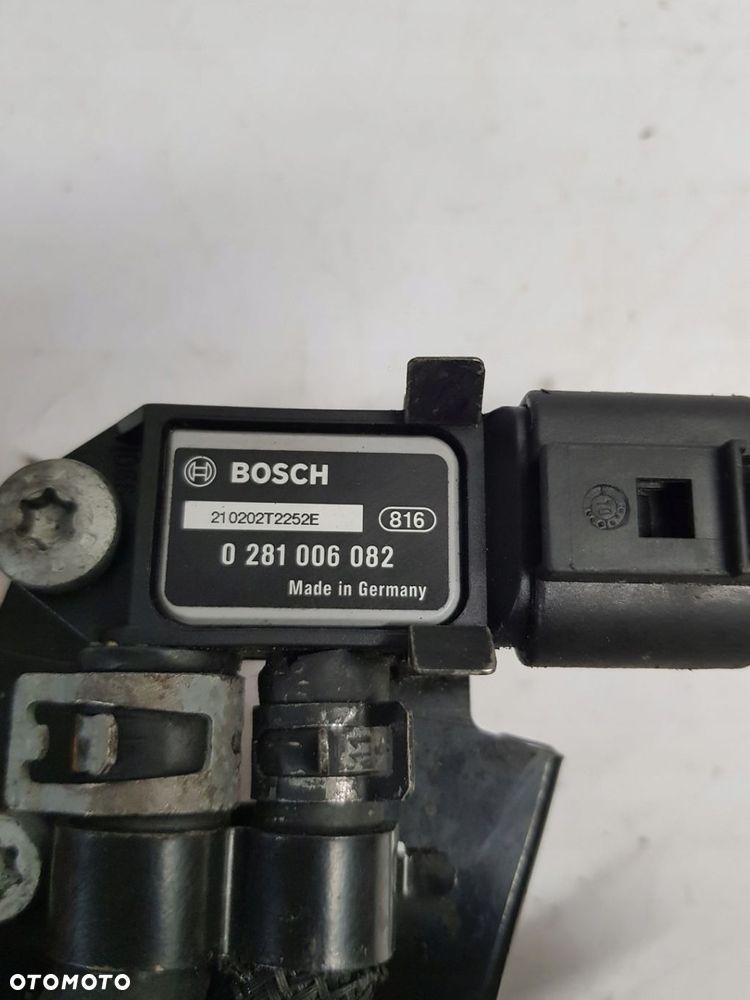 BOSCH
210202T2252E
816
0 281 006 082
Made in Germany
OTOMOTO